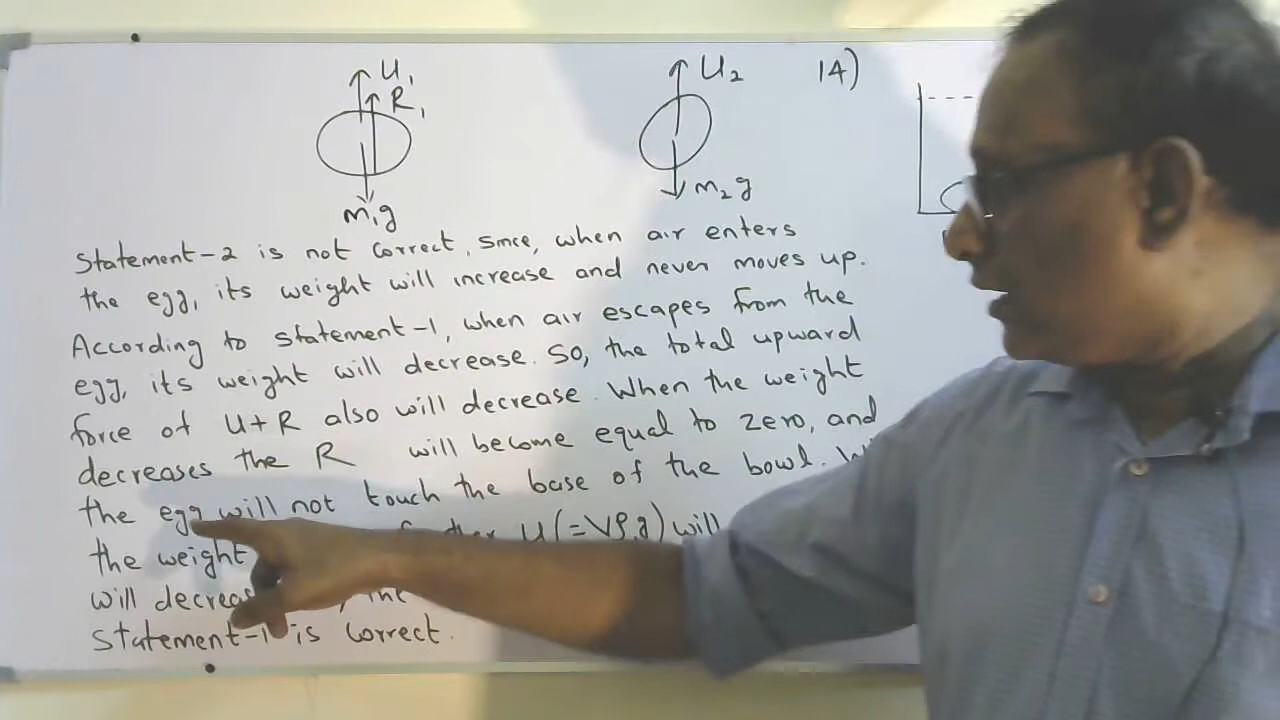 U₁
R₁
m₁g
U₂
m₂g
14)
Statement-2 is not correct, since, when air enters
the egg, its weight will increase and never moves up.
According to statement-1, when air escapes from the
egg, its weight will decrease. So, the total upward
force of U+R also will decrease. When the weight
decreases the R will become equal to zero, and
the egg will not touch the base of the bowl.
the weight U(=Vρg) will
will decrease the
Statement-1 is correct.